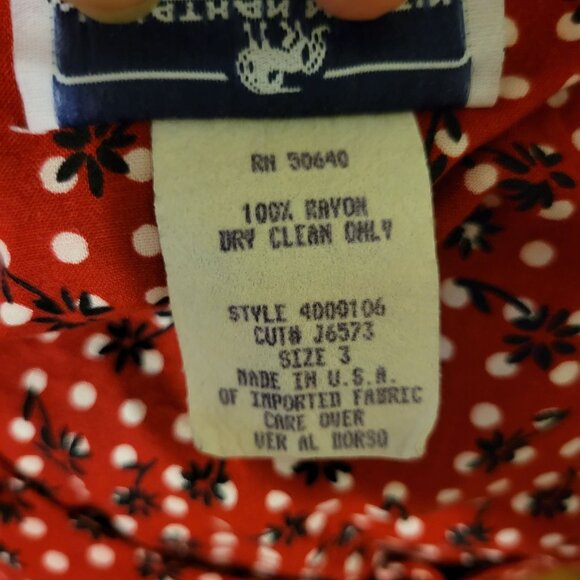 RN 50640
100% RAYON
DRY CLEAN ONLY
STYLE 4000106
CUT# J6573
SIZE 3
MADE IN U.S.A.
OF IMPORTED FABRIC
CARE OVER
VER AL DORSO